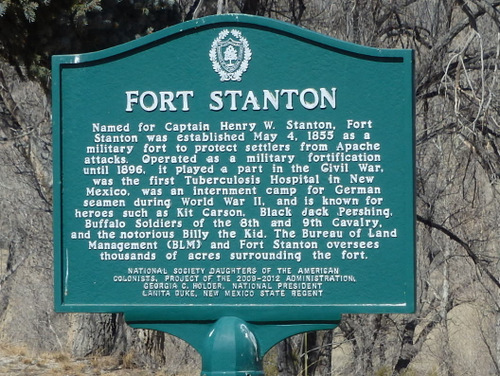 FORT STANTON
Named for Captain Henry W. Stanton, Fort
Stanton was established May 4, 1855 as a
military fort to protect settlers from Apache
attacks. Operated as a military fortification
until 1896. It played a part in the Civil War,
was the first Tuberculosis Hospital in New
Mexico, was an internment camp for German
seamen during World War II, and is known for
heroes such as Kit Carson, Black Jack Pershing,
Buffalo Soldiers of the 8th and 9th Cavalry,
and the notorious Billy the Kid. The Bureau of Land
Management (BLM) and Fort Stanton oversees
thousands of acres surrounding the fort.
NATIONAL SOCIETY DAUGHTERS OF THE AMERICAN
COLONISTS, PROJECT OF THE 2009-2012 ADMINISTRATION,
GEORGIA C. HOLDER, NATIONAL PRESIDENT
LANITA DUKE, NEW MEXICO STATE REGENT